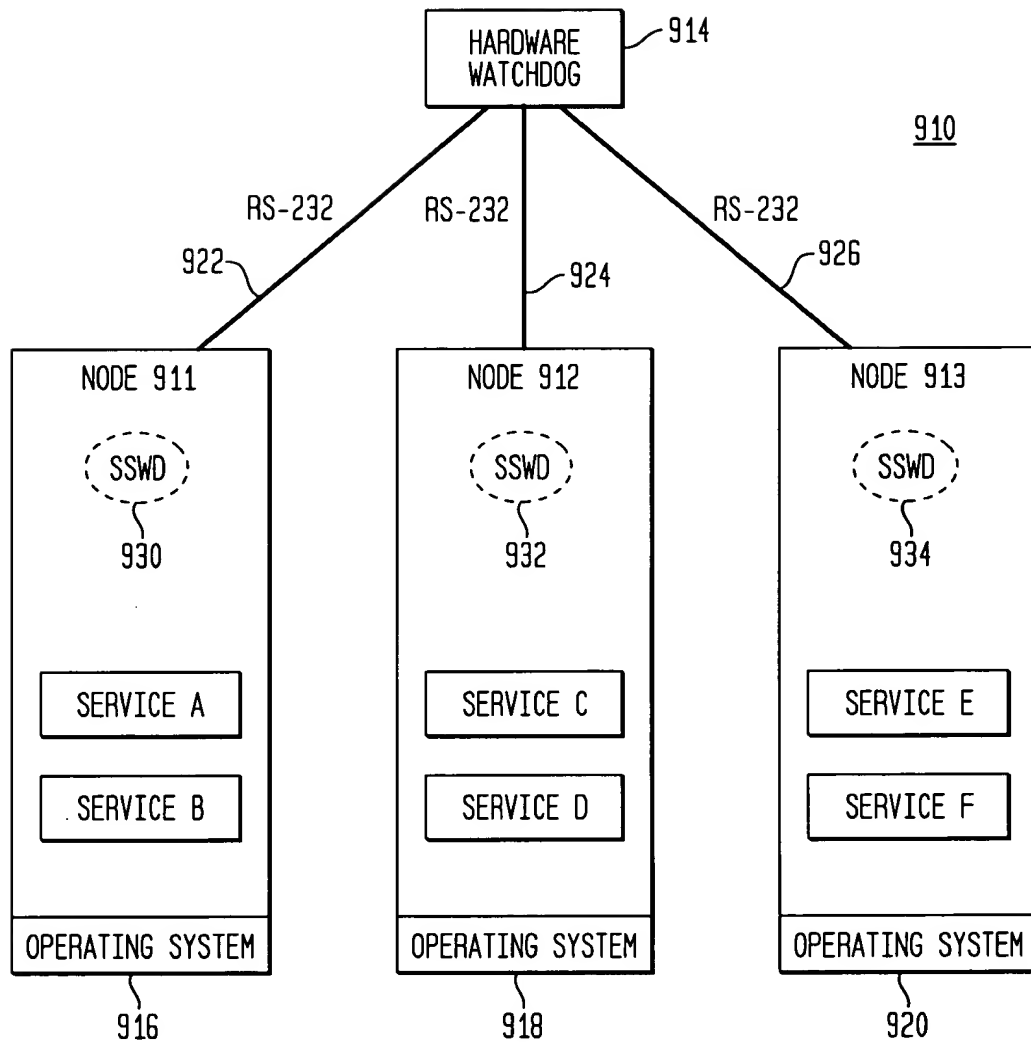 HARDWARE
WATCHDOG
914
910
RS-232
RS-232
RS-232
922
924
926
NODE 911
NODE 912
NODE 913
SSWD
SSWD
SSWD
930
932
934
SERVICE A
SERVICE C
SERVICE E
SERVICE B
SERVICE D
SERVICE F
OPERATING SYSTEM
OPERATING SYSTEM
OPERATING SYSTEM
916
918
920